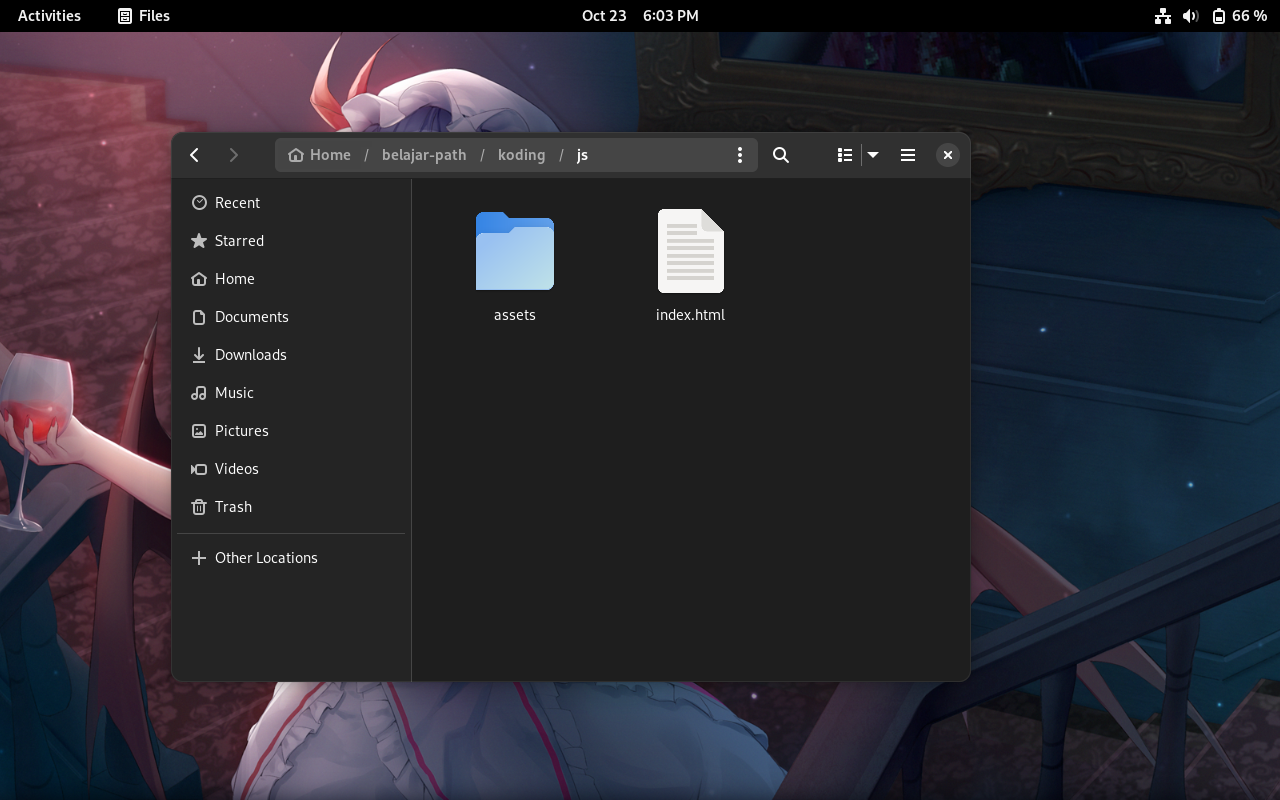 Activities Files Oct 23 6:03 PM 66 %
Home / belajar-path / koding / js
Recent
Starred
Home
Documents
Downloads
Music
Pictures
Videos
Trash
Other Locations
assets index.html